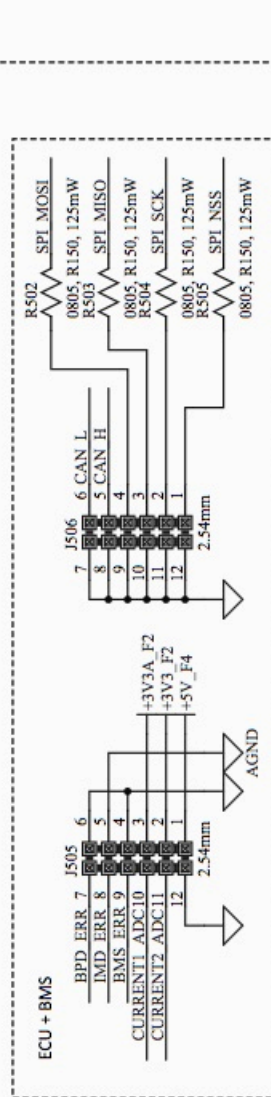 ECU + BMS
J505
BPD_ERR 7
IMD_ERR 8
BMS_ERR 9
CURRENT1_ADC10
CURRENT2_ADC11
12
6
5
4
3
2
1
2.54mm
+3V3A_F2
+3V3_F2
+5V_F4
AGND
J506
7
8
9
10
11
12
6 CAN_L
5 CAN_H
4
3
2
1
2.54mm
R502
SPI_MOSI
0805, R150, 125mW
R503
SPI_MISO
0805, R150, 125mW
R504
SPI_SCK
0805, R150, 125mW
R505
SPI_NSS
0805, R150, 125mW